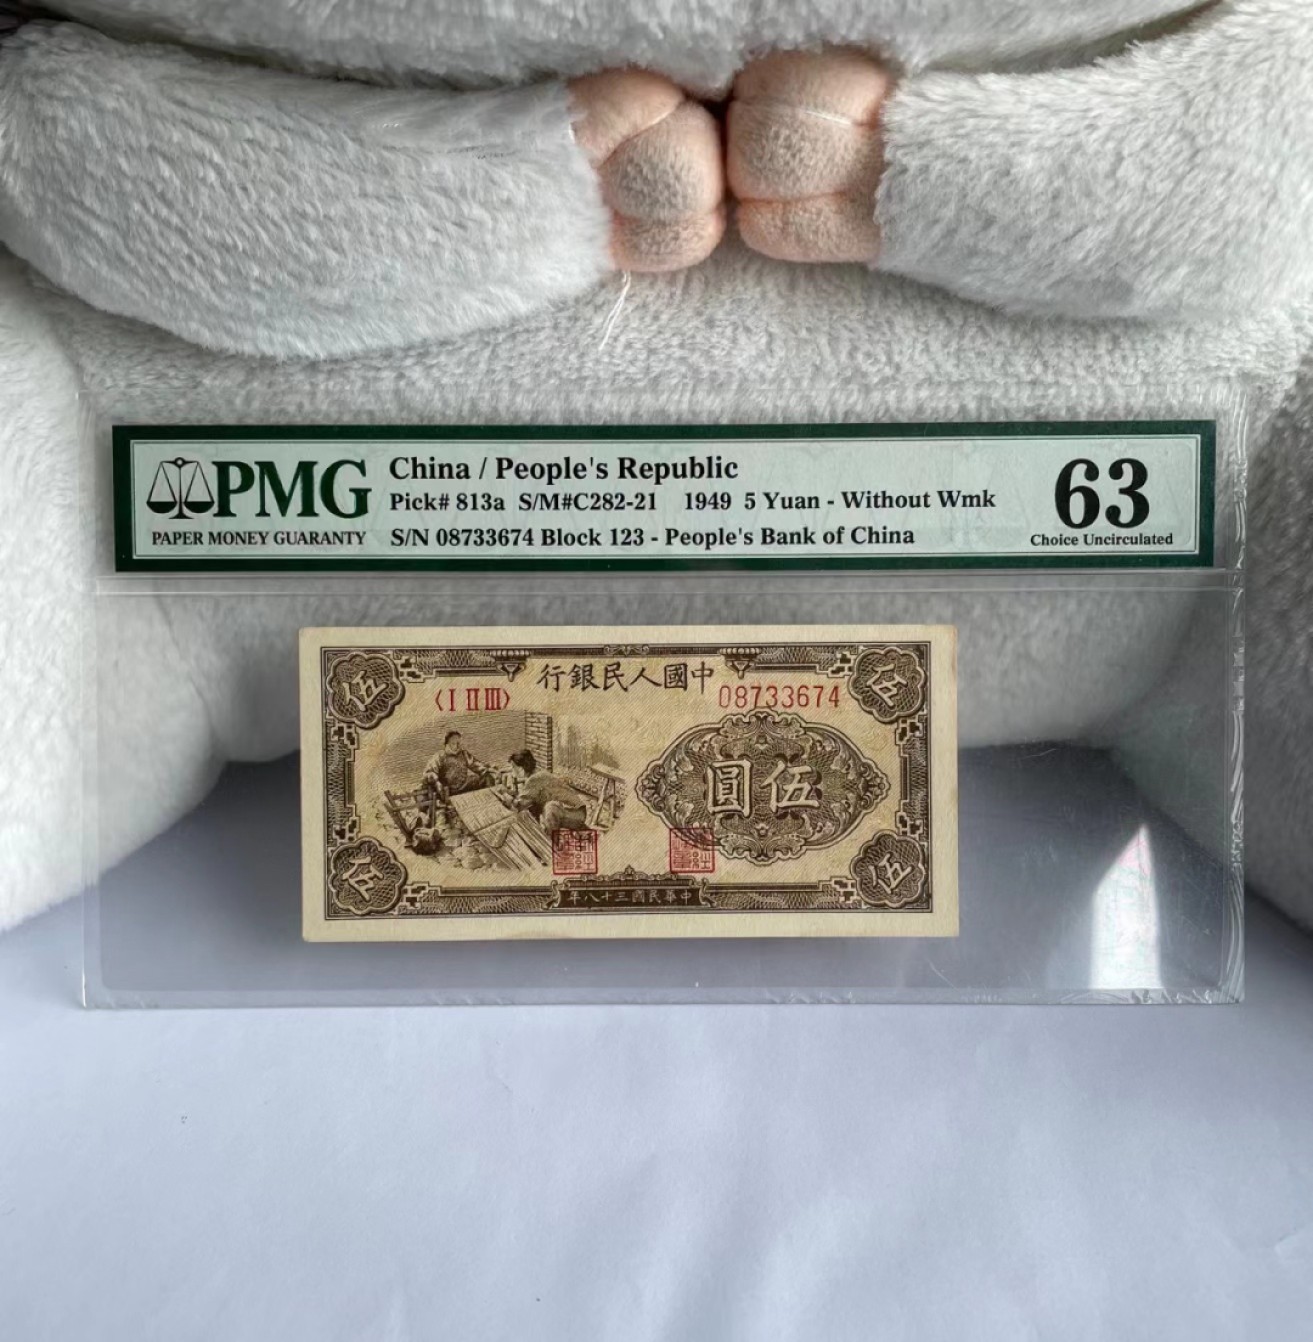 PMG
PAPER MONEY GUARANTY
China / People's Republic
Pick# 813a S/M#C282-21 1949 5 Yuan - Without Wmk
S/N 08733674 Block 123 - People's Bank of China
63
Choice Uncirculated
行銀民人國中
伍
伍
〈I II III〉
08733674
圓伍
伍
伍
年八十三國民華中